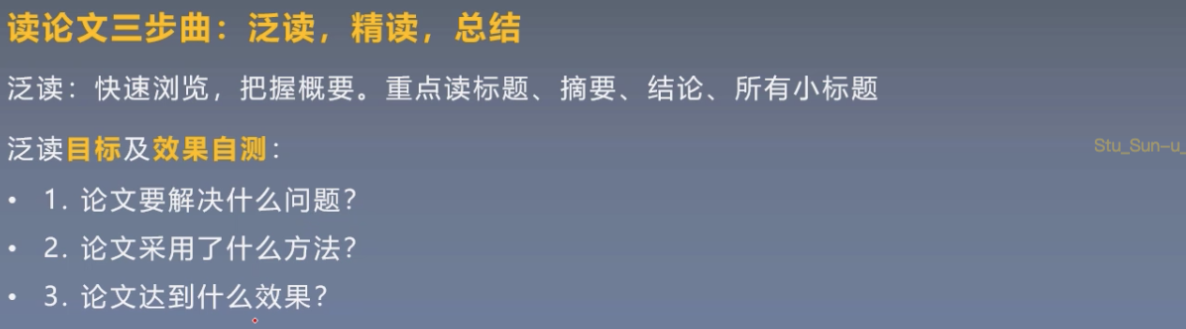 读论文三步曲：泛读，精读，总结
泛读：快速浏览，把握概要。重点读标题、摘要、结论、所有小标题
泛读目标及效果自测：
Stu_Sun--u_
• 1. 论文要解决什么问题？
• 2. 论文采用了什么方法？
• 3. 论文达到什么效果？